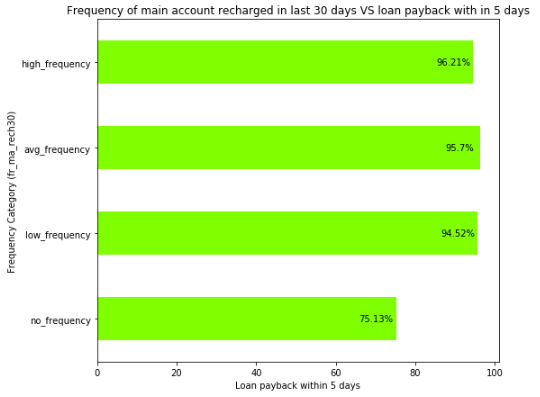 Frequency of main account recharged in last 30 days VS loan payback with in 5 days
high_frequency
96.21%
avg_frequency
95.7%
low_frequency
94.52%
no_frequency
75.13%
Frequency Category (fr_ma_rech30)
0 20 40 60 80 100
Loan payback within 5 days